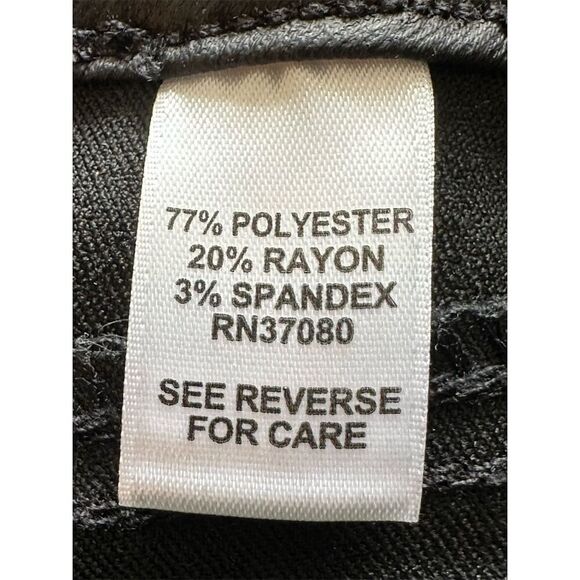 77% POLYESTER
20% RAYON
3% SPANDEX
RN37080
SEE REVERSE
FOR CARE